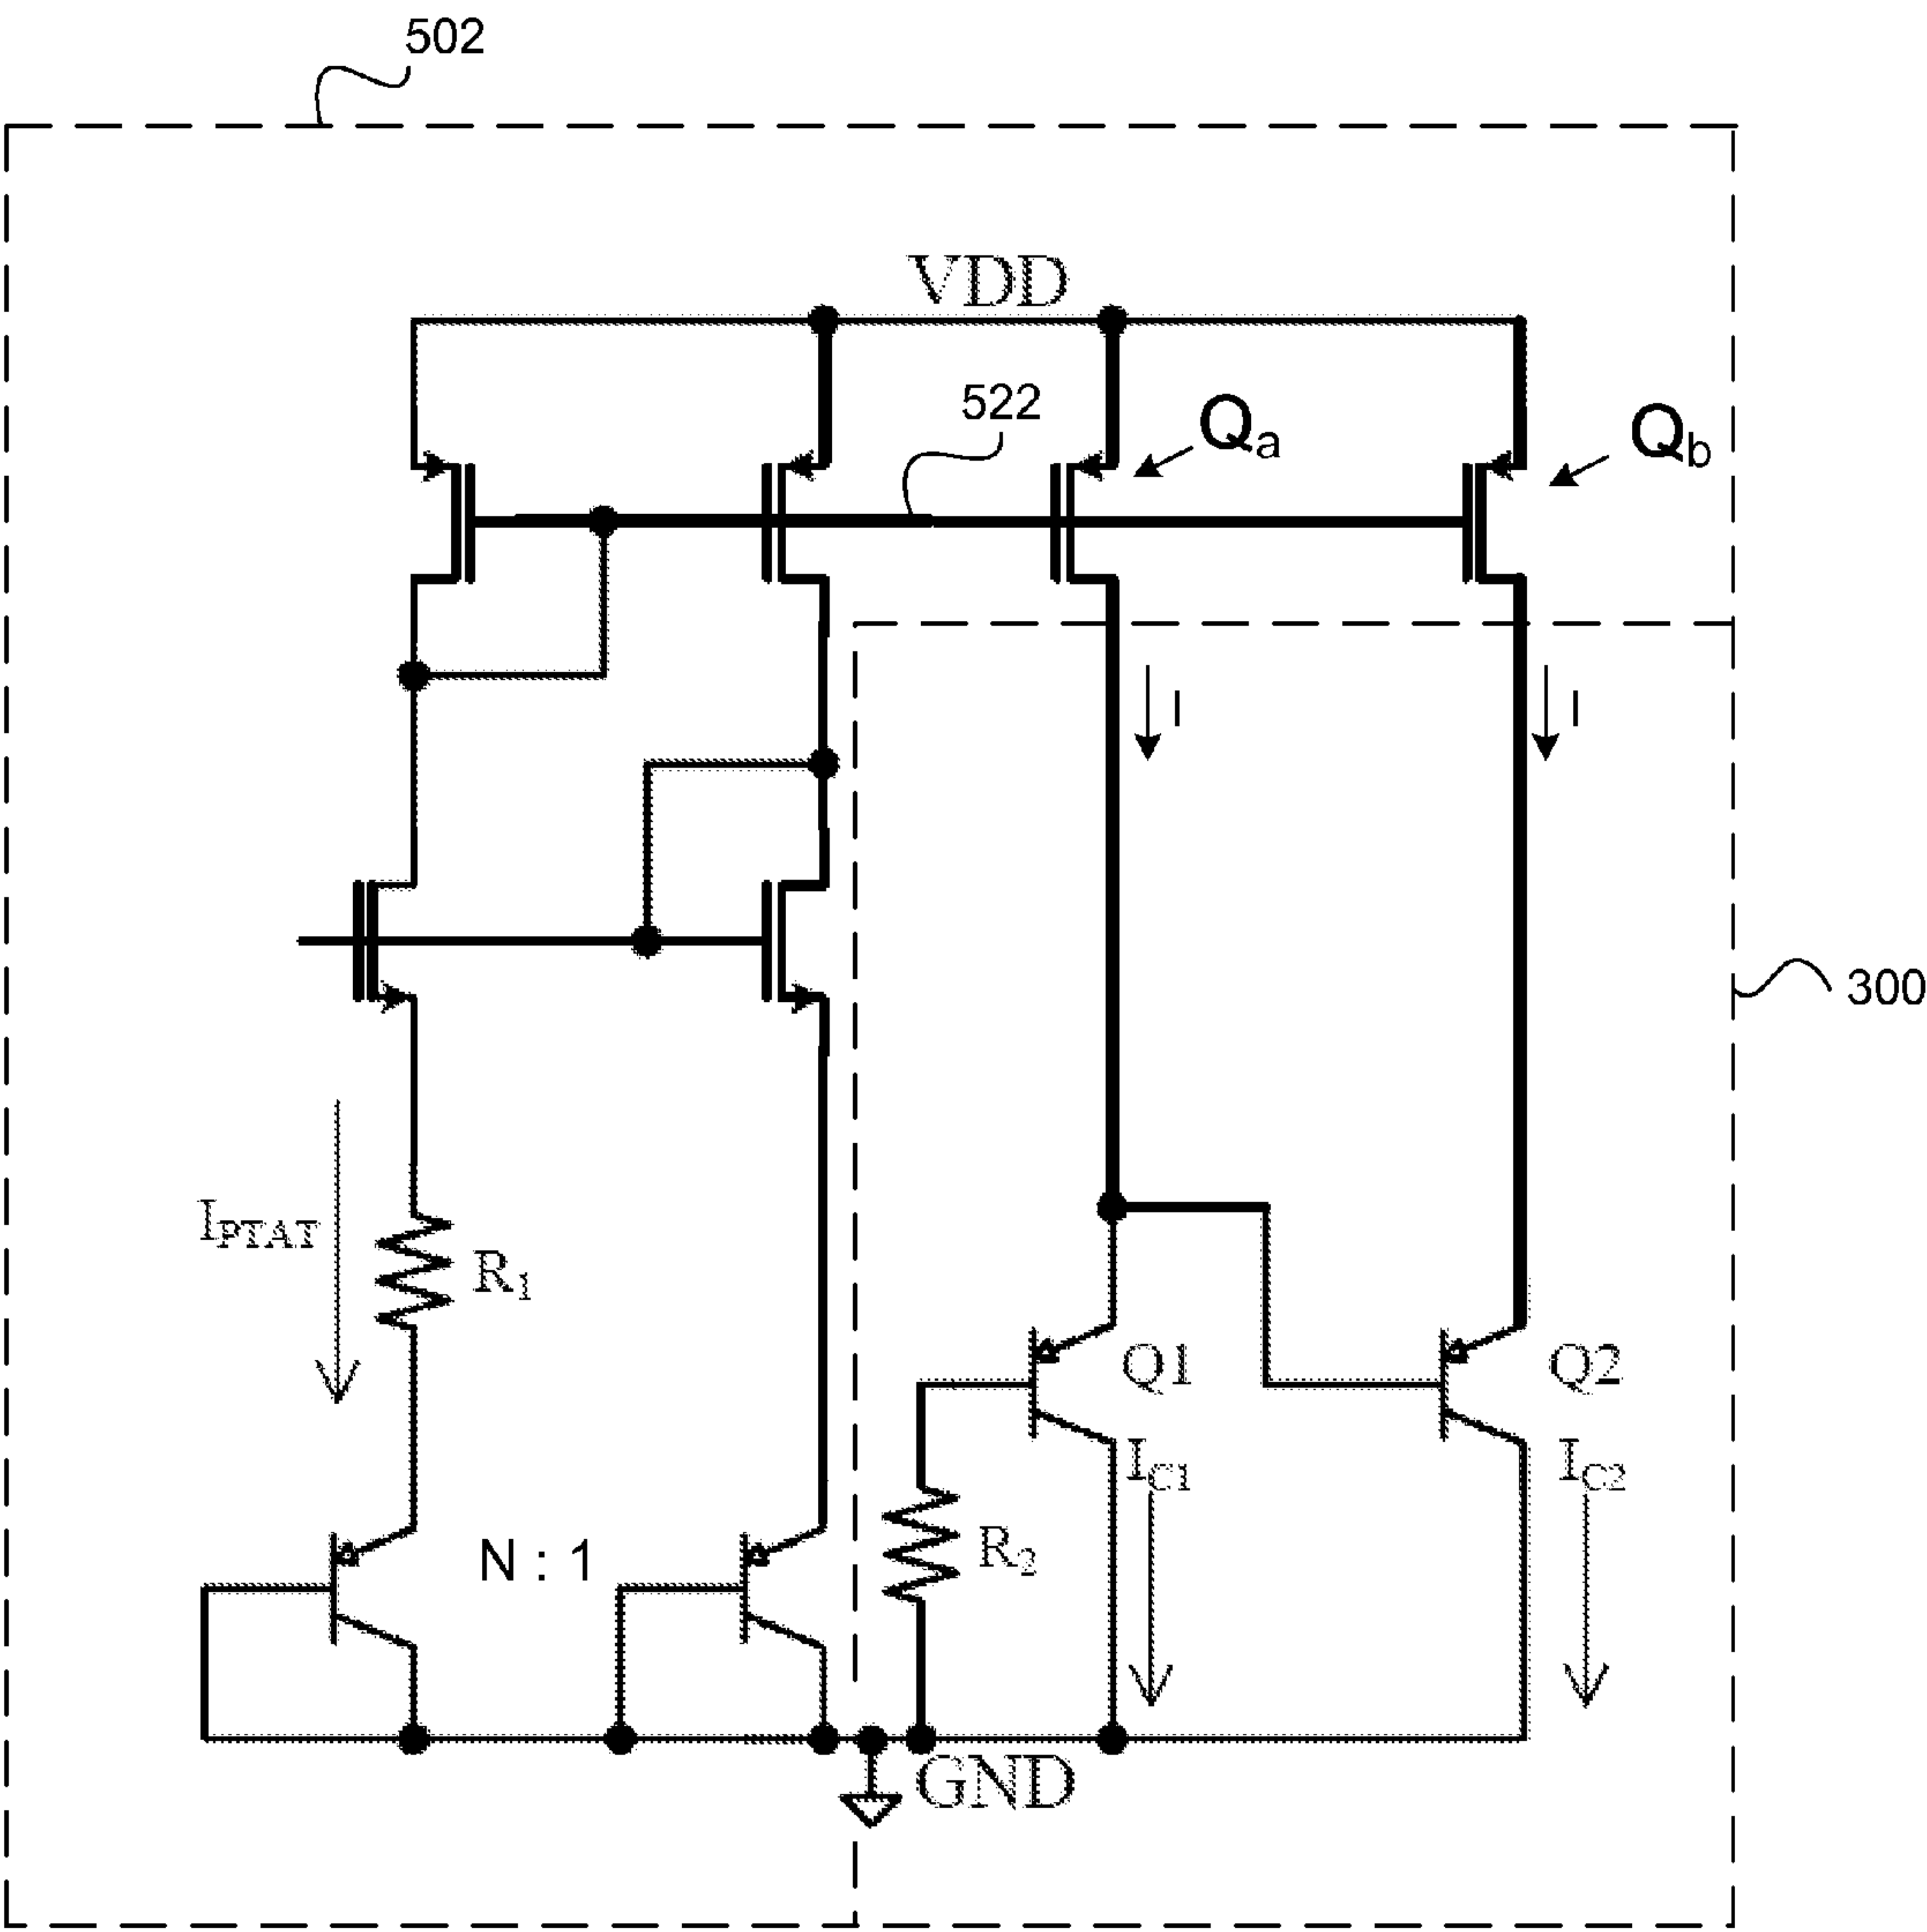 502
VDD
522
Qa
Qb
I
I
300
IPTAT
R1
Q1
Q2
IC1
IC2
N : 1
R2
GND